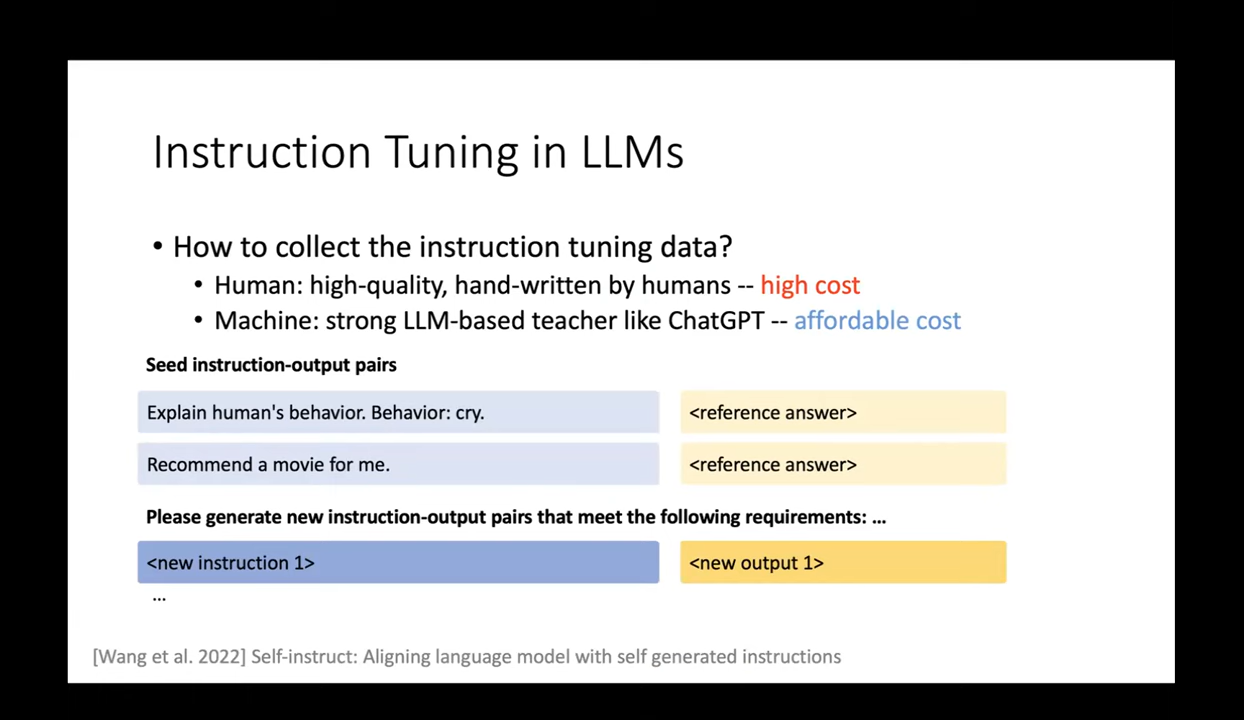 Instruction Tuning in LLMs
• How to collect the instruction tuning data?
• Human: high-quality, hand-written by humans -- high cost
• Machine: strong LLM-based teacher like ChatGPT -- affordable cost
Seed instruction-output pairs
Explain human's behavior. Behavior: cry. <reference answer>
Recommend a movie for me. <reference answer>
Please generate new instruction-output pairs that meet the following requirements: ...
<new instruction 1> <new output 1>
...
[Wang et al. 2022] Self-instruct: Aligning language model with self generated instructions